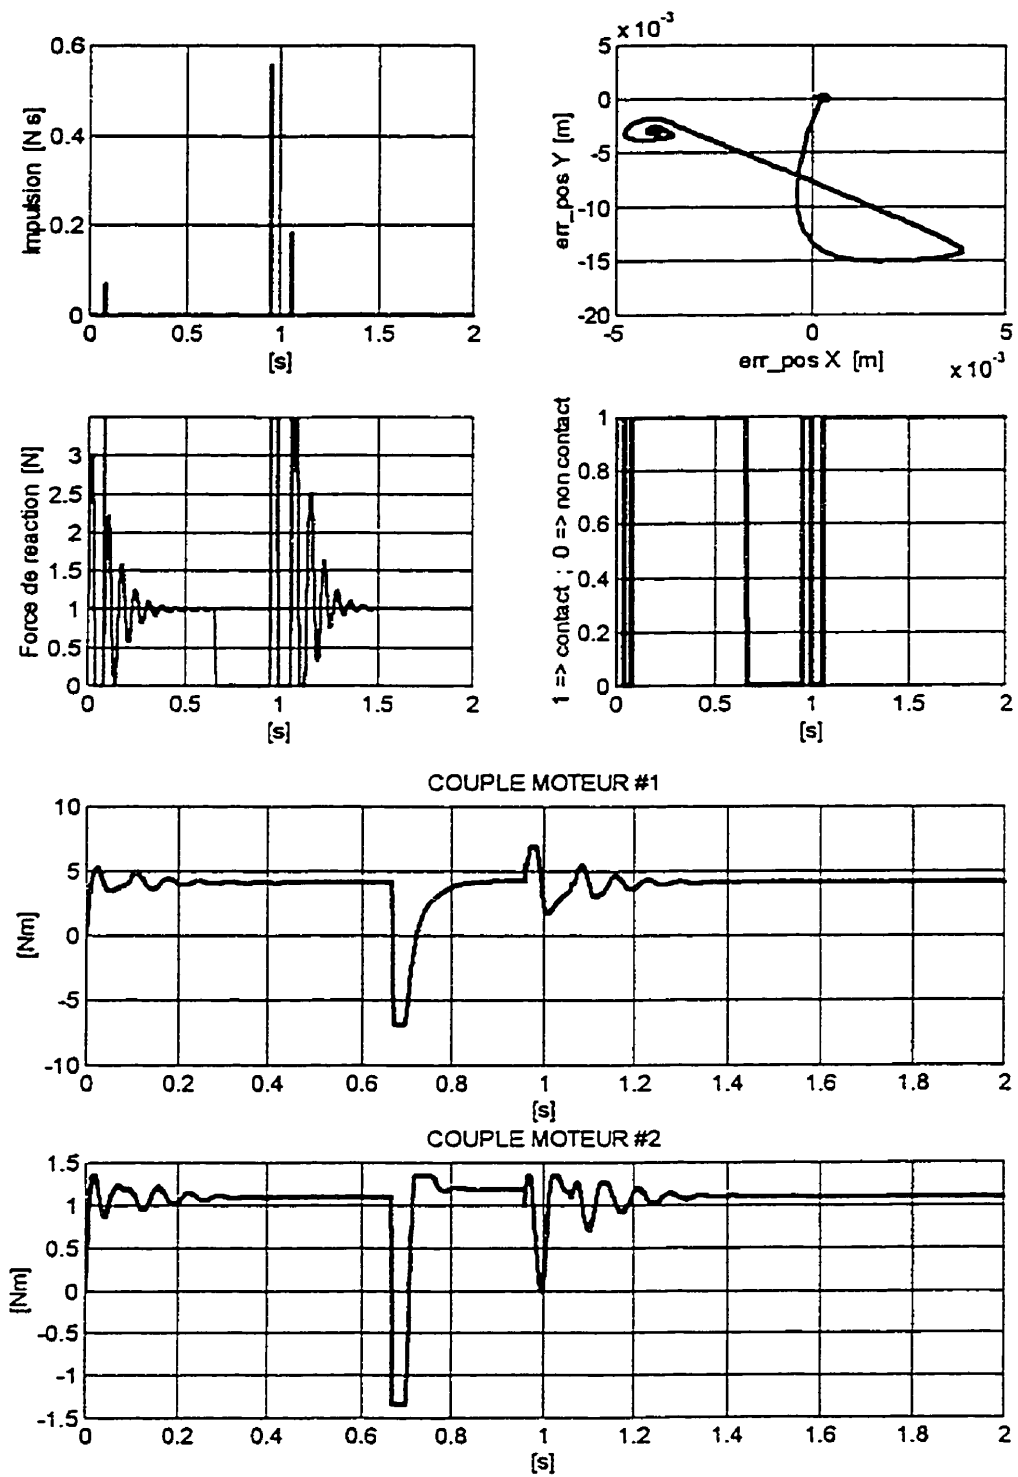 Impulsion [N s]
0.6
0.4
0.2
0
0 0.5 1 1.5 2
[s]
x 10-3
err_pos Y [m]
5
0
-5
-10
-15
-20
-5 0 5
err_pos X [m]
x 10-3
Force de reaction [N]
3
2.5
2
1.5
1
0.5
0
0 0.5 1 1.5 2
[s]
1 => contact ; 0 => non contact
1
0.8
0.6
0.4
0.2
0
0 0.5 1 1.5 2
[s]
COUPLE MOTEUR #1
[Nm]
10
5
0
-5
-10
0 0.2 0.4 0.6 0.8 1 1.2 1.4 1.6 1.8 2
[s]
COUPLE MOTEUR #2
[Nm]
1.5
1
0.5
0
-0.5
-1
-1.5
0 0.2 0.4 0.6 0.8 1 1.2 1.4 1.6 1.8 2
[s]